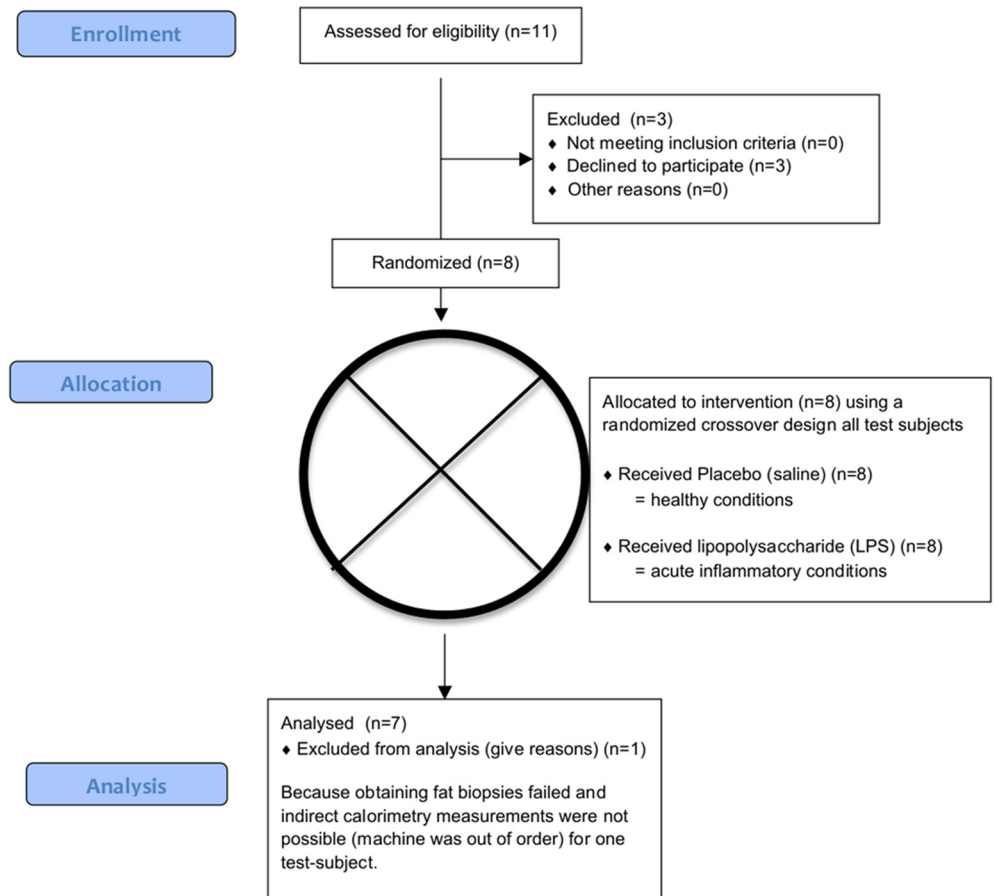 Enrollment
Assessed for eligibility (n=11)
Excluded (n=3)
♦ Not meeting inclusion criteria (n=0)
♦ Declined to participate (n=3)
♦ Other reasons (n=0)
Randomized (n=8)
Allocation
Allocated to intervention (n=8) using a
randomized crossover design all test subjects
♦ Received Placebo (saline) (n=8)
= healthy conditions
♦ Received lipopolysaccharide (LPS) (n=8)
= acute inflammatory conditions
Analysis
Analysed (n=7)
♦ Excluded from analysis (give reasons) (n=1)
Because obtaining fat biopsies failed and
indirect calorimetry measurements were not
possible (machine was out of order) for one
test-subject.